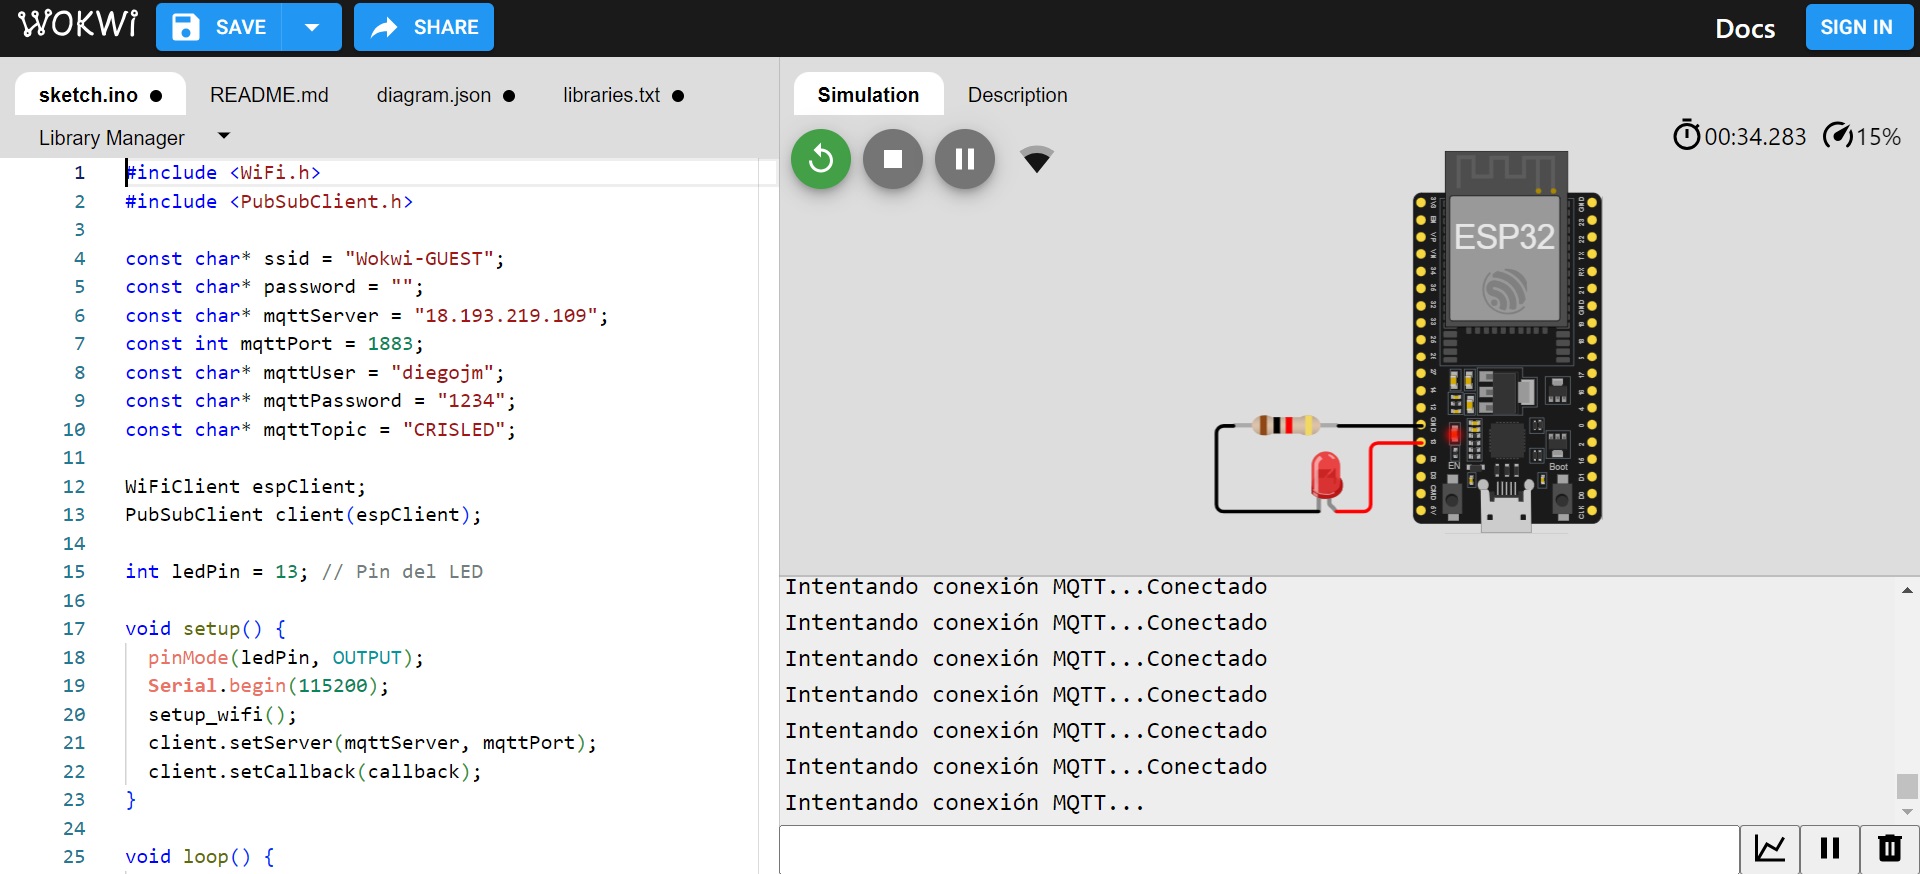 WOKWi SAVE SHARE Docs SIGN IN
sketch.ino README.md diagram.json libraries.txt
Library Manager
Simulation Description
00:34.283 15%
1 #include <WiFi.h>
2 #include <PubSubClient.h>
3
4 const char* ssid = "Wokwi-GUEST";
5 const char* password = "";
6 const char* mqttServer = "18.193.219.109";
7 const int mqttPort = 1883;
8 const char* mqttUser = "diegojm";
9 const char* mqttPassword = "1234";
10 const char* mqttTopic = "CRISLED";
11
12 WiFiClient espClient;
13 PubSubClient client(espClient);
14
15 int ledPin = 13; // Pin del LED
16
17 void setup() {
18 pinMode(ledPin, OUTPUT);
19 Serial.begin(115200);
20 setup_wifi();
21 client.setServer(mqttServer, mqttPort);
22 client.setCallback(callback);
23 }
24
25 void loop() {
ESP32
EN Boot
Intentando conexión MQTT...Conectado
Intentando conexión MQTT...Conectado
Intentando conexión MQTT...Conectado
Intentando conexión MQTT...Conectado
Intentando conexión MQTT...Conectado
Intentando conexión MQTT...Conectado
Intentando conexión MQTT...